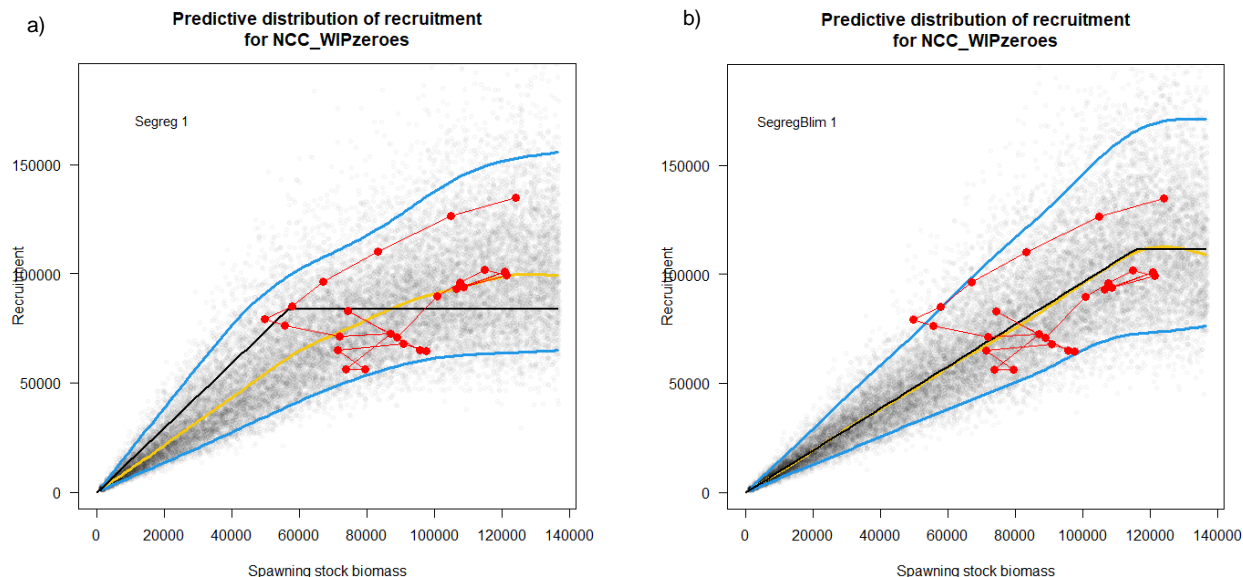 a)
Predictive distribution of recruitment
for NCC_WIPzeroes
Segreg 1
Recruitment
150000
100000
50000
0
0 20000 40000 60000 80000 100000 120000 140000
Spawning stock biomass
b)
Predictive distribution of recruitment
for NCC_WIPzeroes
SegregBlim 1
Recruitment
150000
100000
50000
0
0 20000 40000 60000 80000 100000 120000 140000
Spawning stock biomass